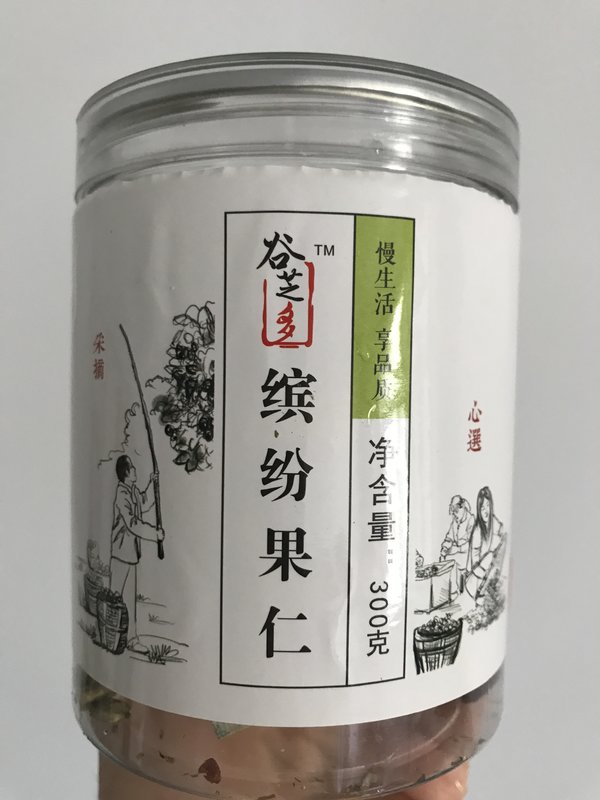 采摘
谷芝多
TM
缤纷果仁
慢生活 享品质
净含量：300克
心選